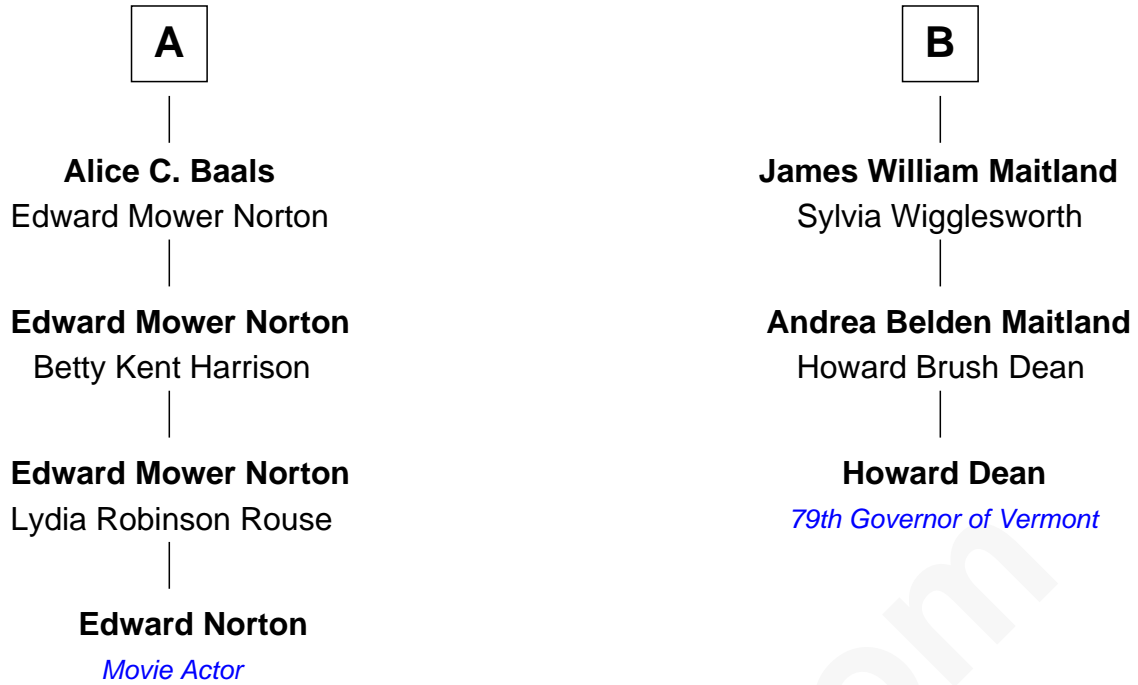 A
Alice C. Baals
Edward Mower Norton
Edward Mower Norton
Betty Kent Harrison
Edward Mower Norton
Lydia Robinson Rouse
Edward Norton
Movie Actor
B
James William Maitland
Sylvia Wigglesworth
Andrea Belden Maitland
Howard Brush Dean
Howard Dean
79th Governor of Vermont
om